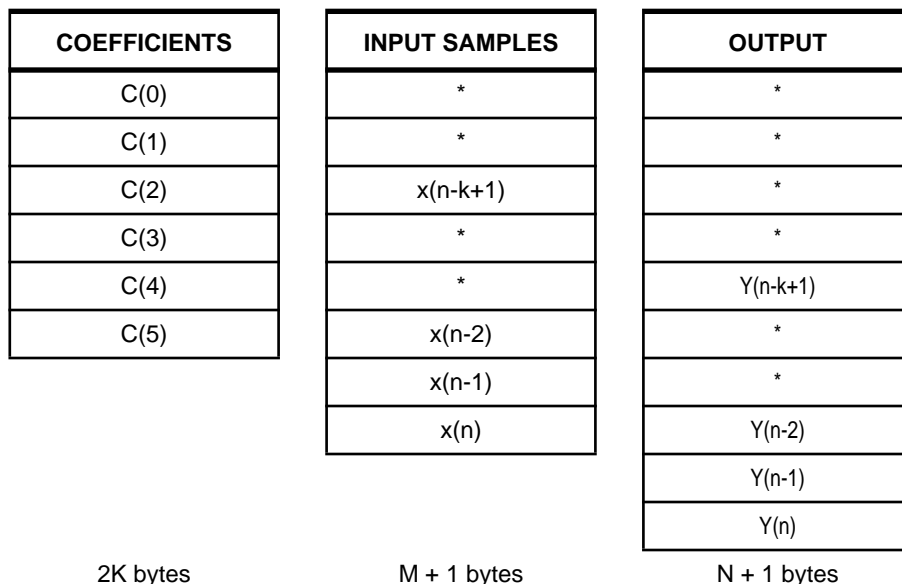 COEFFICIENTS INPUT SAMPLES OUTPUT
C(0) * *
C(1) * *
C(2) x(n-k+1) *
C(3) * *
C(4) * Y(n-k+1)
C(5) x(n-2) *
x(n-1) *
x(n) Y(n-2)
Y(n-1)
Y(n)
2K bytes M + 1 bytes N + 1 bytes